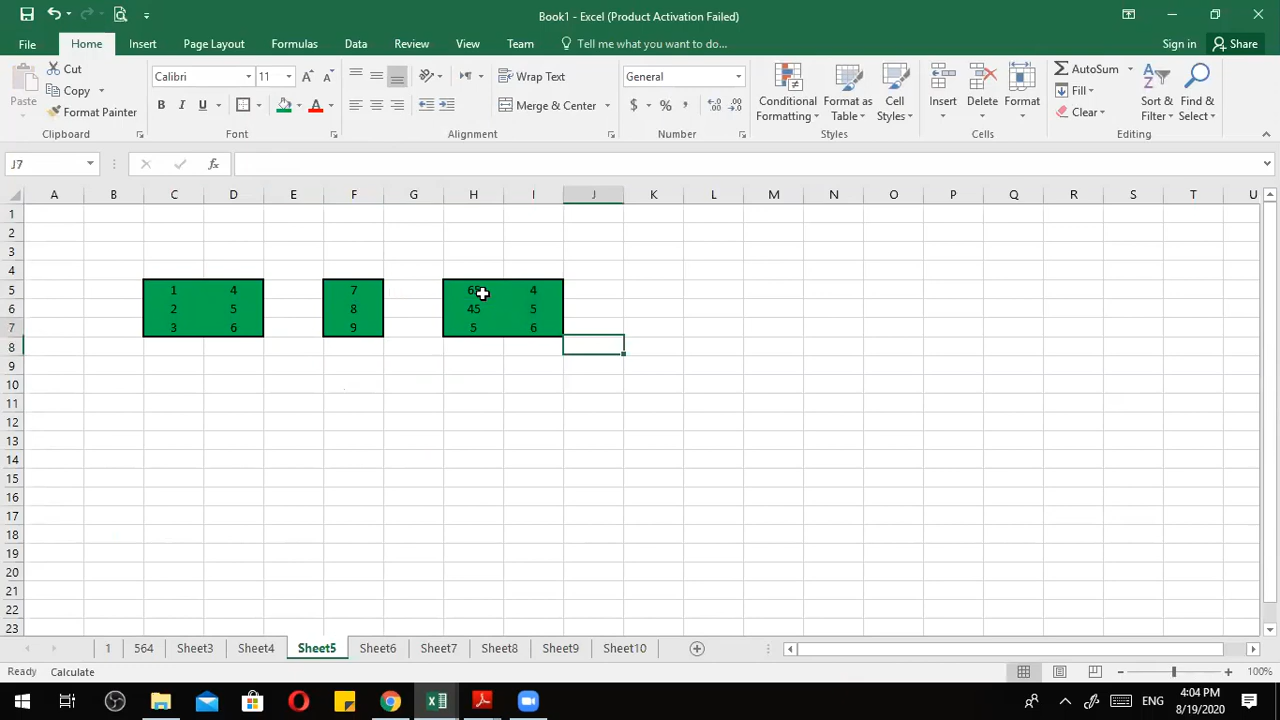 Book1 - Excel (Product Activation Failed)
File Home Insert Page Layout Formulas Data Review View Team Tell me what you want to do... Sign in Share
Paste Cut Copy Format Painter
Calibri 11 A A B I U A
Wrap Text
Merge & Center
General
$ % , .00 .0
Conditional Formatting
Format as Table
Cell Styles
Insert Delete Format
AutoSum
Fill
Clear
Sort & Filter
Find & Select
Clipboard Font Alignment Number Styles Cells Editing
J7 fx
A B C D E F G H I J K L M N O P Q R S T U
1
2
3
4
5 1 4 7 4
6 2 5 8 45 5
7 3 6 9 5 6
8
9
10
11
12
13
14
15
16
17
18
19
20
21
22
23
1 564 Sheet3 Sheet4 Sheet5 Sheet6 Sheet7 Sheet8 Sheet9 Sheet10
Ready Calculate 100%
ENG 4:04 PM
8/19/2020